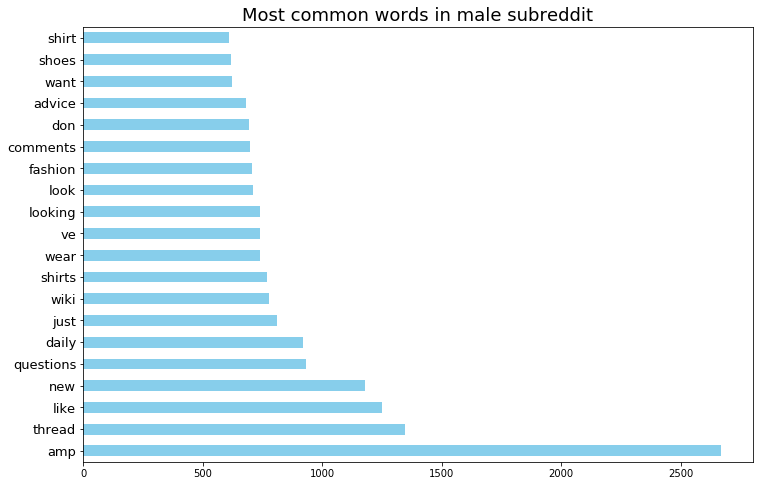 Most common words in male subreddit
shirt
shoes
want
advice
don
comments
fashion
look
looking
ve
wear
shirts
wiki
just
daily
questions
new
like
thread
amp
0 500 1000 1500 2000 2500